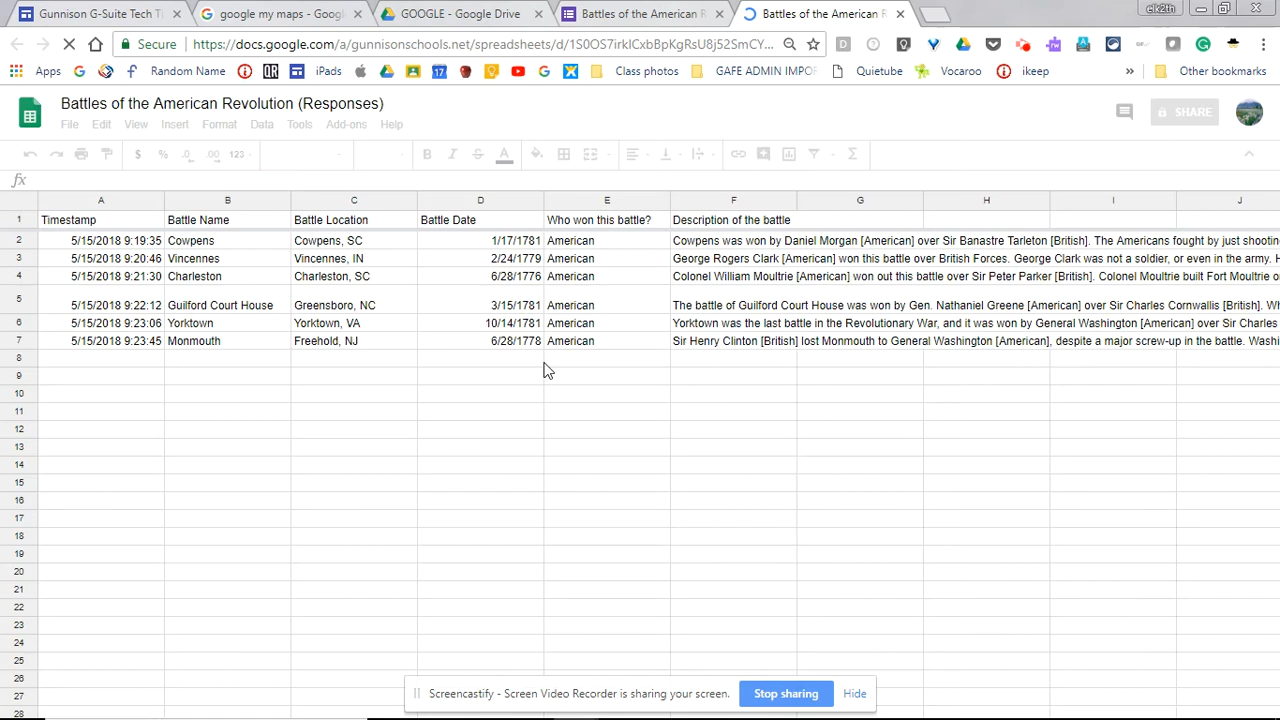 Gunnison G-Suite Tech Ti
google my maps - Goog
GOOGLE - Google Drive
Battles of the American R
Battles of the American R
elk2th
Secure
https://docs.google.com/a/gunnisonschools.net/spreadsheets/d/1S0OS7irkICxbBpKgRsU8j52SmCY...
Apps
Random Name
iPads
Class photos
GAFE ADMIN IMPOR
Quietube
Vocaroo
ikeep
»
Other bookmarks
Battles of the American Revolution (Responses)
File Edit View Insert Format Data Tools Add-ons Help
SHARE
$ % .0 .00 123 B I S A Σ
fx
A B C D E F G H I J
1 Timestamp Battle Name Battle Location Battle Date Who won this battle? Description of the battle
2 5/15/2018 9:19:35 Cowpens Cowpens, SC 1/17/1781 American Cowpens was won by Daniel Morgan [American] over Sir Banastre Tarleton [British]. The Americans fought by just shootin
3 5/15/2018 9:20:46 Vincennes Vincennes, IN 2/24/1779 American George Rogers Clark [American] won this battle over British Forces. George Clark was not a soldier, or even in the army. H
4 5/15/2018 9:21:30 Charleston Charleston, SC 6/28/1776 American Colonel William Moultrie [American] won out this battle over Sir Peter Parker [British]. Colonel Moultrie built Fort Moultrie o
5 5/15/2018 9:22:12 Guilford Court House Greensboro, NC 3/15/1781 American The battle of Guilford Court House was won by Gen. Nathaniel Greene [American] over Sir Charles Cornwallis [British]. Wh
6 5/15/2018 9:23:06 Yorktown Yorktown, VA 10/14/1781 American Yorktown was the last battle in the Revolutionary War, and it was won by General Washington [American] over Sir Charles
7 5/15/2018 9:23:45 Monmouth Freehold, NJ 6/28/1778 American Sir Henry Clinton [British] lost Monmouth to General Washington [American], despite a major screw-up in the battle. Washi
8
9
10
11
12
13
14
15
16
17
18
19
20
21
22
23
24
25
26
27
28
Screencastify - Screen Video Recorder is sharing your screen. Stop sharing Hide